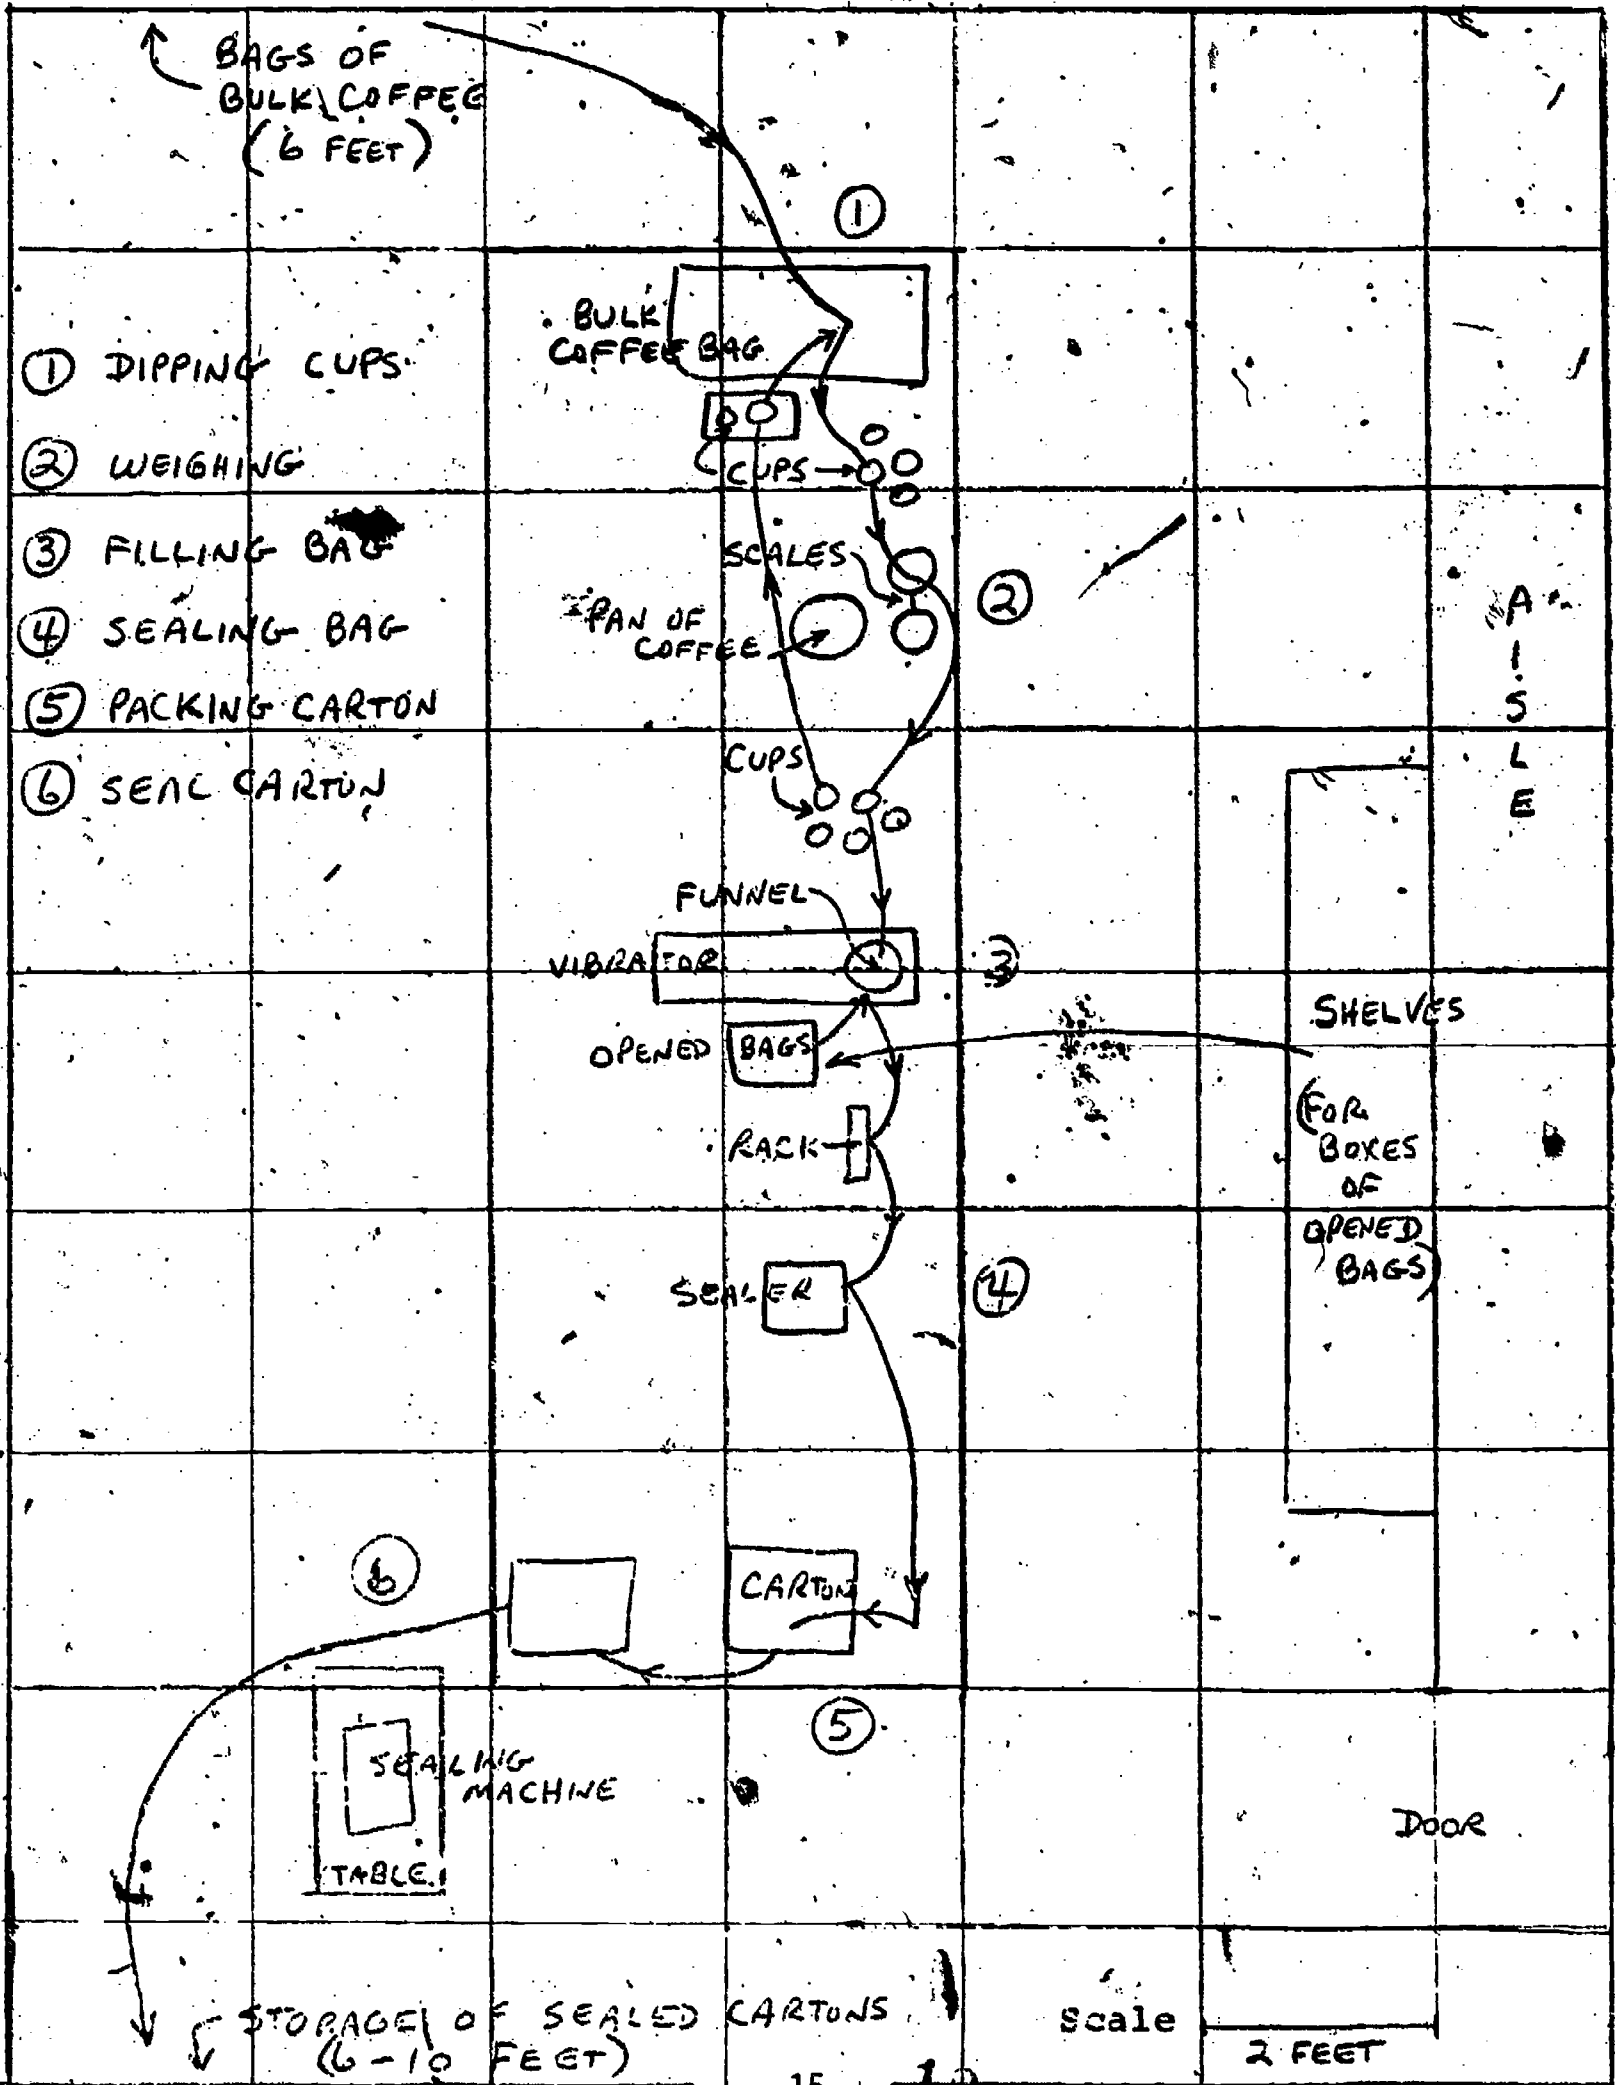 BAGS OF
BULK COFFEE
(6 FEET)
①
BULK
COFFEE BAG
① DIPPING CUPS
② WEIGHING
CUPS
③ FILLING BAG
SCALES
②
PAN OF
COFFEE
④ SEALING BAG
⑤ PACKING CARTON
⑥ SEAL CARTON
CUPS
AISLE
FUNNEL
VIBRATOR
③
SHELVES
OPENED BAGS
(FOR
BOXES
OF
OPENED
BAGS)
RACK
SEALER
④
⑥
CARTON
⑤
SEALING
MACHINE
TABLE
DOOR
STORAGE OF SEALED CARTONS
(6-10 FEET)
Scale
2 FEET
15